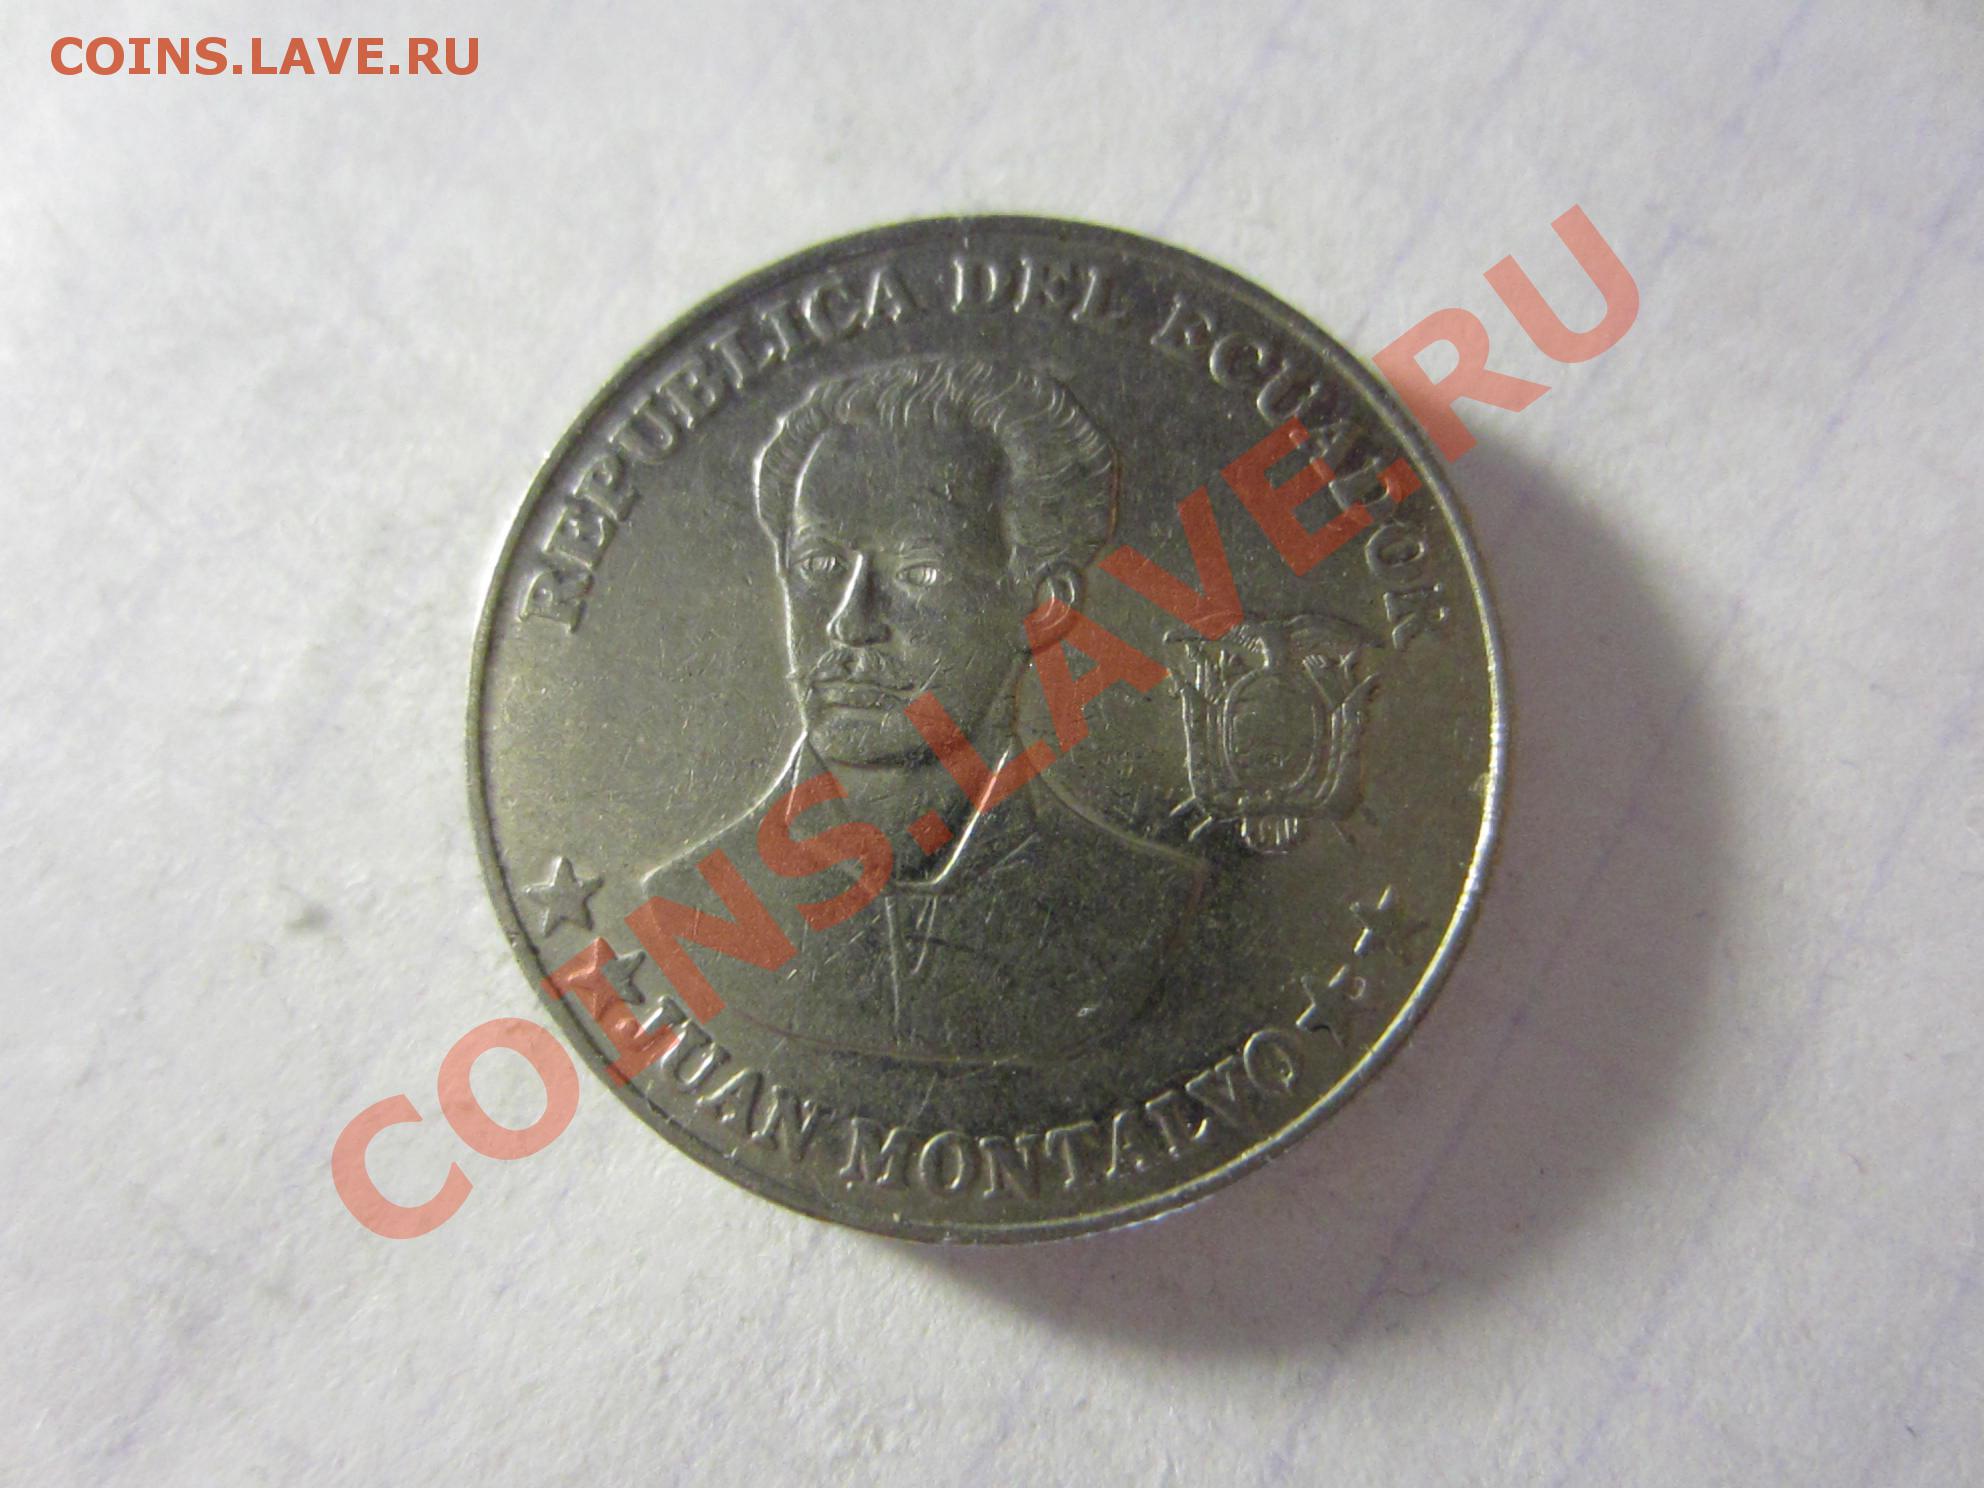 COINS.LAVE.RU
REPUBLICA DEL ECUADOR
COINS.LAVE.RU
JUAN MONTALVO